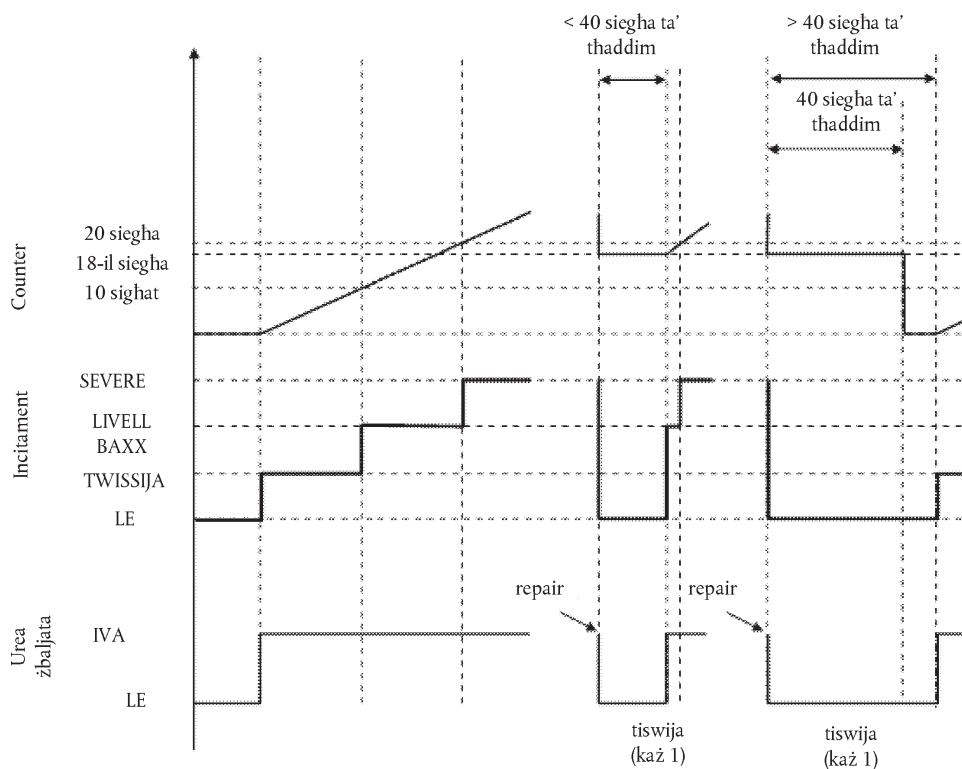 < 40 siegħa ta'
tħaddim
> 40 siegħa ta'
tħaddim
40 siegħa ta'
tħaddim
Counter
20 siegħa
18-il siegħa
10 sigħat
Incitament
SEVERE
LIVELL
BAXX
TWISSIJA
LE
repair
repair
Urea
żbaljata
IVA
LE
tiswija
(każ 1)
tiswija
(każ 1)